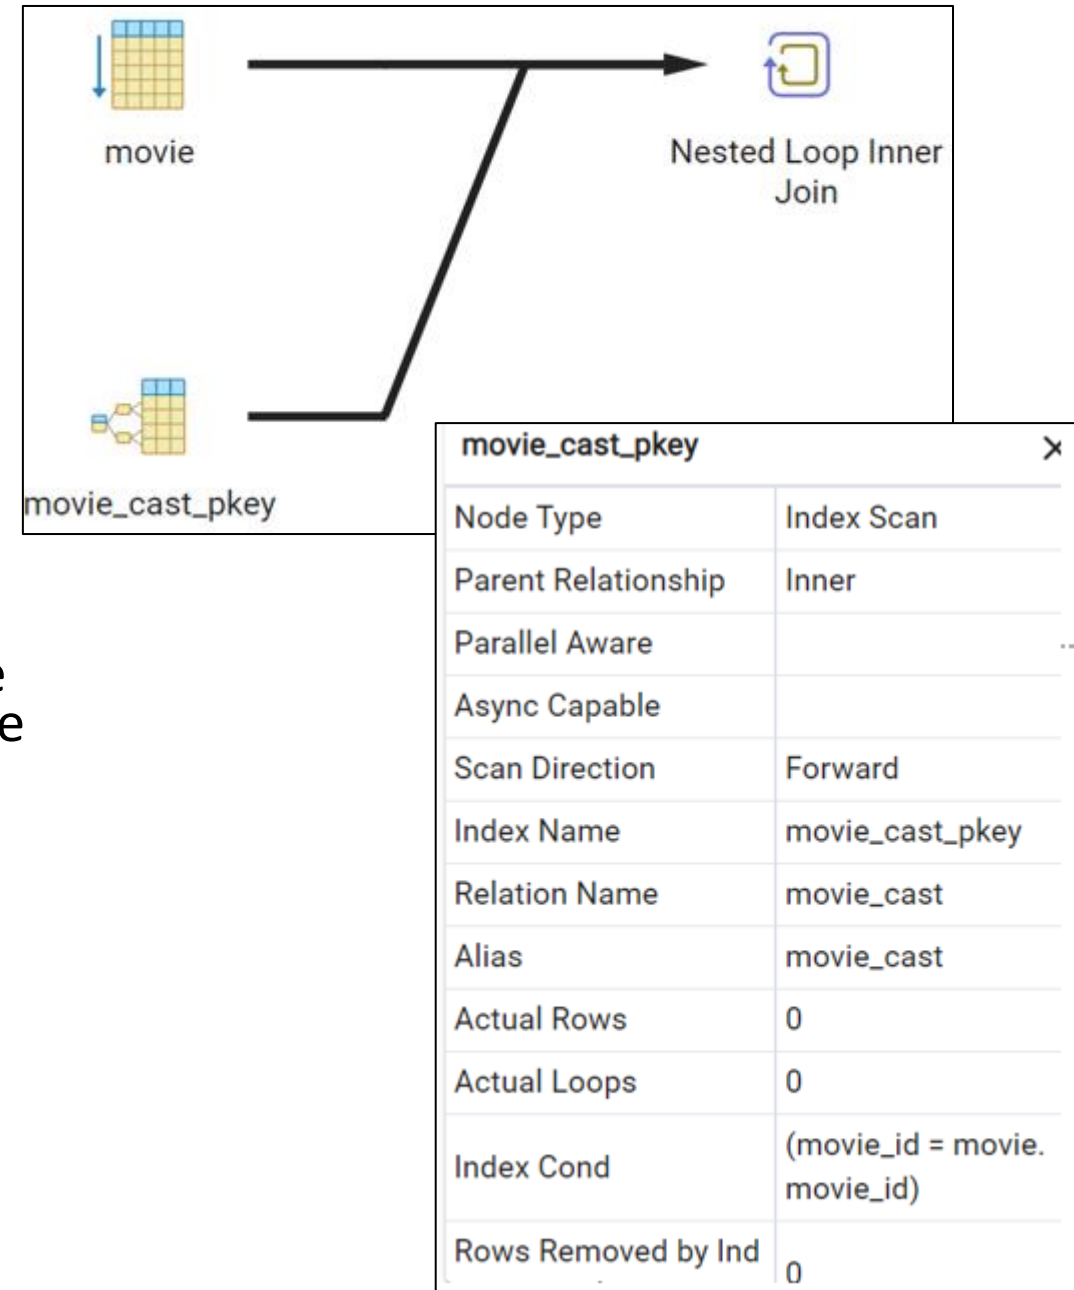 movie
Nested Loop Inner
Join
movie_cast_pkey
e
e
movie_cast_pkey
Node Type Index Scan
Parent Relationship Inner
Parallel Aware
Async Capable
Scan Direction Forward
Index Name movie_cast_pkey
Relation Name movie_cast
Alias movie_cast
Actual Rows 0
Actual Loops 0
Index Cond (movie_id = movie.
movie_id)
Rows Removed by Ind
0